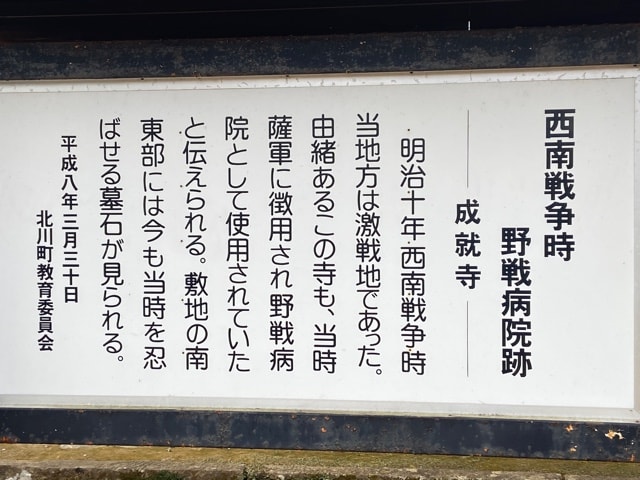 西南戦争時
野戦病院跡
成就寺
明治十年西南戦争時
当地方は激戦地であった。
由緒あるこの寺も、当時
薩軍に徴用され野戦病
院として使用されていた
と伝えられる。敷地の南
東部には今も当時を忍
ばせる墓石が見られる。
平成八年三月三十日
北川町教育委員会